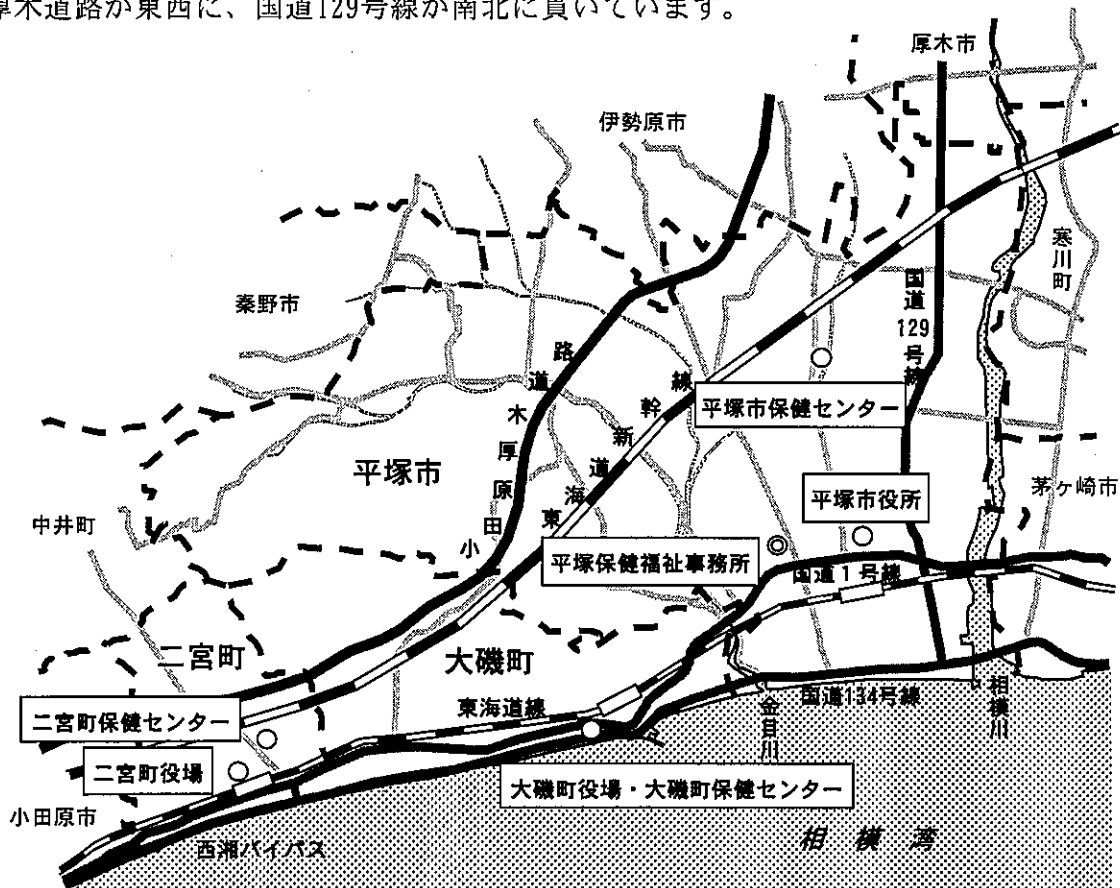 厚木道路が東西に、国道129号線が南北に貫いています。
厚木市
伊勢原市
寒川町
秦野市
国道129号線
小田原厚木道路
東海道新幹線
平塚市保健センター
平塚市
平塚市役所
茅ヶ崎市
中井町
平塚保健福祉事務所
国道1号線
二宮町
大磯町
二宮町保健センター
東海道線
国道134号線
金目川
相模川
二宮町役場
大磯町役場・大磯町保健センター
小田原市
西湘バイパス
相模湾